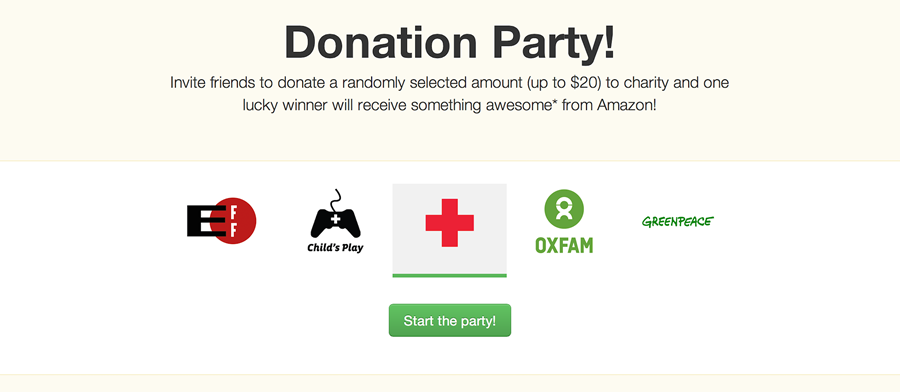 Donation Party!
Invite friends to donate a randomly selected amount (up to $20) to charity and one
lucky winner will receive something awesome* from Amazon!
EFF
Child's Play
OXFAM
GREENPEACE
Start the party!